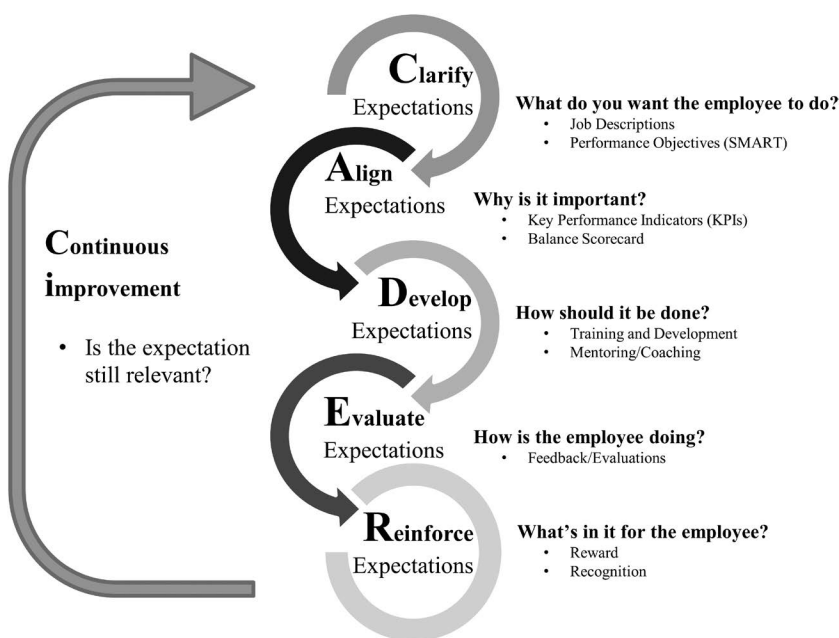 Clarify
Expectations
What do you want the employee to do?
• Job Descriptions
• Performance Objectives (SMART)
Align
Expectations
Why is it important?
• Key Performance Indicators (KPIs)
• Balance Scorecard
Continuous
improvement
• Is the expectation
still relevant?
Develop
Expectations
How should it be done?
• Training and Development
• Mentoring/Coaching
Evaluate
Expectations
How is the employee doing?
• Feedback/Evaluations
Reinforce
Expectations
What’s in it for the employee?
• Reward
• Recognition